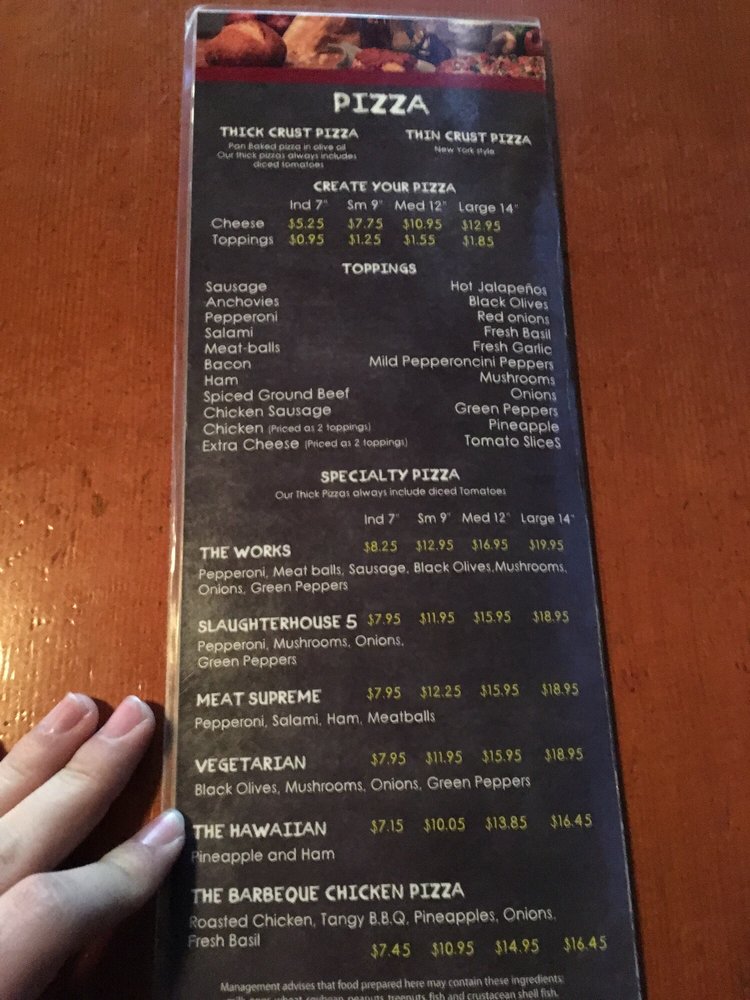 PIZZA
THICK CRUST PIZZA
Pan Baked pizza in olive oil
Our thick pizzas always includes
diced tomatoes
THIN CRUST PIZZA
New York style
CREATE YOUR PIZZA
Ind 7" Sm 9" Med 12" Large 14"
Cheese $5.25 $7.75 $10.95 $12.95
Toppings $0.95 $1.25 $1.55 $1.85
TOPPINGS
Sausage
Anchovies
Pepperoni
Salami
Meat-balls
Bacon
Ham
Spiced Ground Beef
Chicken Sausage
Chicken (Priced as 2 toppings)
Extra Cheese (Priced as 2 toppings)
Hot Jalapeños
Black Olives
Red onions
Fresh Basil
Fresh Garlic
Mild Pepperoncini Peppers
Mushrooms
Onions
Green Peppers
Pineapple
Tomato SliceS
SPECIALTY PIZZA
Our Thick Pizzas always include diced Tomatoes
Ind 7" Sm 9" Med 12" Large 14"
THE WORKS $8.25 $12.95 $16.95 $19.95
Pepperoni, Meat balls, Sausage, Black Olives,Mushrooms,
Onions, Green Peppers
SLAUGHTERHOUSE 5 $7.95 $11.95 $15.95 $18.95
Pepperoni, Mushrooms, Onions,
Green Peppers
MEAT SUPREME $7.95 $12.25 $15.95 $18.95
Pepperoni, Salami, Ham, Meatballs
VEGETARIAN $7.95 $11.95 $15.95 $18.95
Black Olives, Mushrooms, Onions, Green Peppers
THE HAWAIIAN $7.15 $10.05 $13.85 $16.45
Pineapple and Ham
THE BARBEQUE CHICKEN PIZZA
Roasted Chicken, Tangy B.B.Q, Pineapples, Onions,
Fresh Basil $7.45 $10.95 $14.95 $16.45
Management advises that food prepared here may contain these ingredients:
milk, eggs, wheat, soybean, peanuts, treenuts, fish and crustacean shell fish.